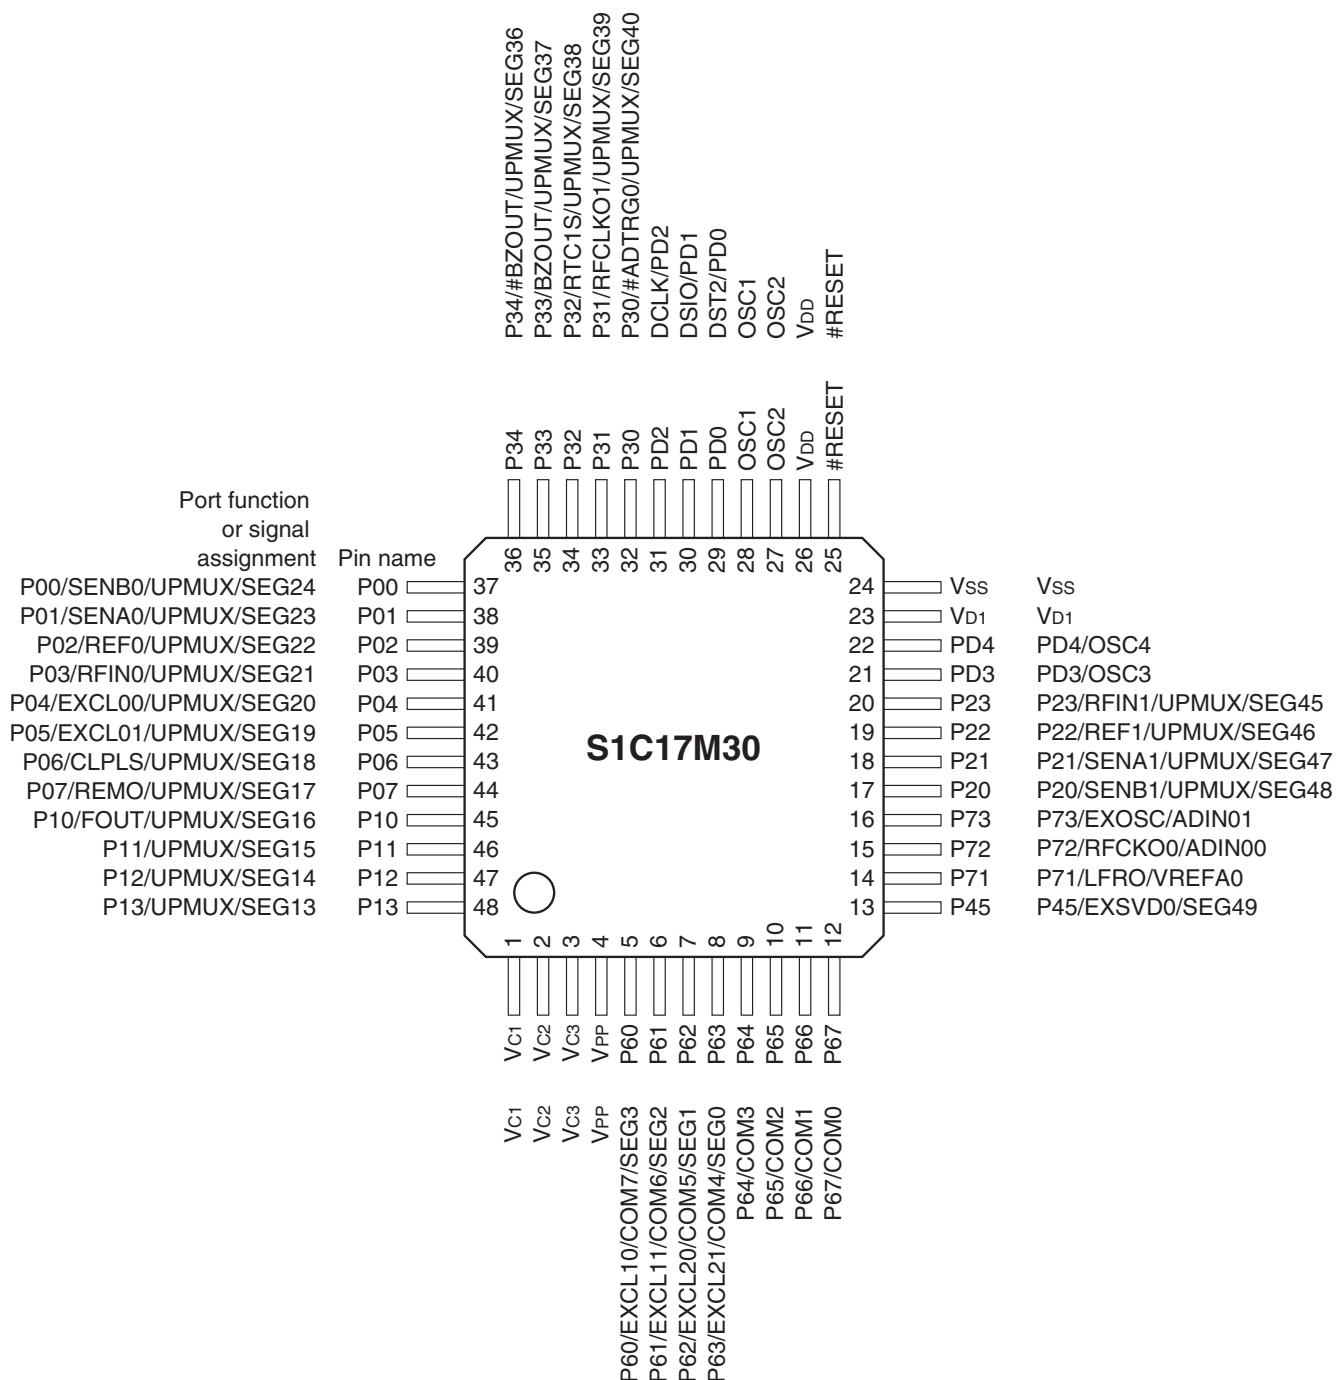 P34/#BZOUT/UPMUX/SEG36
P33/BZOUT/UPMUX/SEG37
P32/RTC1S/UPMUX/SEG38
P31/RFCLKO1/UPMUX/SEG39
P30/#ADTRG0/UPMUX/SEG40
DCLK/PD2
DSIO/PD1
DST2/PD0
OSC1
OSC2
VDD
#RESET
P34
P33
P32
P31
P30
PD2
PD1
PD0
OSC1
OSC2
VDD
#RESET
Port function
or signal
assignment Pin name
36 35 34 33 32 31 30 29 28 27 26 25
P00/SENB0/UPMUX/SEG24 P00 37
P01/SENA0/UPMUX/SEG23 P01 38
P02/REF0/UPMUX/SEG22 P02 39
P03/RFIN0/UPMUX/SEG21 P03 40
P04/EXCL00/UPMUX/SEG20 P04 41
P05/EXCL01/UPMUX/SEG19 P05 42
P06/CLPLS/UPMUX/SEG18 P06 43
P07/REMO/UPMUX/SEG17 P07 44
P10/FOUT/UPMUX/SEG16 P10 45
P11/UPMUX/SEG15 P11 46
P12/UPMUX/SEG14 P12 47
P13/UPMUX/SEG13 P13 48
S1C17M30
24 VSS VSS
23 VD1 VD1
22 PD4 PD4/OSC4
21 PD3 PD3/OSC3
20 P23 P23/RFIN1/UPMUX/SEG45
19 P22 P22/REF1/UPMUX/SEG46
18 P21 P21/SENA1/UPMUX/SEG47
17 P20 P20/SENB1/UPMUX/SEG48
16 P73 P73/EXOSC/ADIN01
15 P72 P72/RFCKO0/ADIN00
14 P71 P71/LFRO/VREFA0
13 P45 P45/EXSVD0/SEG49
1 2 3 4 5 6 7 8 9 10 11 12
VC1
VC2
VC3
VPP
P60
P61
P62
P63
P64
P65
P66
P67
VC1
VC2
VC3
VPP
P60/EXCL10/COM7/SEG3
P61/EXCL11/COM6/SEG2
P62/EXCL20/COM5/SEG1
P63/EXCL21/COM4/SEG0
P64/COM3
P65/COM2
P66/COM1
P67/COM0